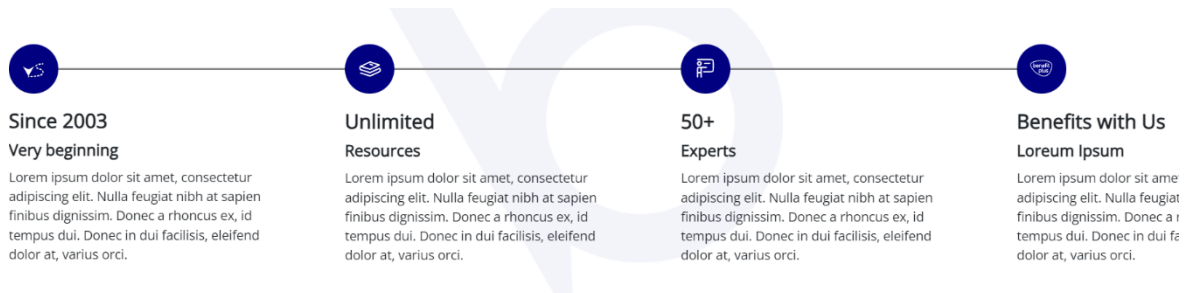 Since 2003
Very beginning
Lorem ipsum dolor sit amet, consectetur
adipiscing elit. Nulla feugiat nibh at sapien
finibus dignissim. Donec a rhoncus ex, id
tempus dui. Donec in dui facilisis, eleifend
dolor at, varius orci.
Unlimited
Resources
Lorem ipsum dolor sit amet, consectetur
adipiscing elit. Nulla feugiat nibh at sapien
finibus dignissim. Donec a rhoncus ex, id
tempus dui. Donec in dui facilisis, eleifend
dolor at, varius orci.
50+
Experts
Lorem ipsum dolor sit amet, consectetur
adipiscing elit. Nulla feugiat nibh at sapien
finibus dignissim. Donec a rhoncus ex, id
tempus dui. Donec in dui facilisis, eleifend
dolor at, varius orci.
benefit
plus
Benefits with Us
Loreum Ipsum
Lorem ipsum dolor sit
adipiscing elit. Nulla feugiat
finibus dignissim. Donec a
tempus dui. Donec in dui
dolor at, varius orci.